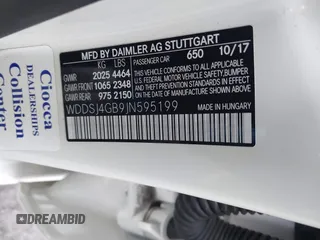 Ciocca
Collision
Center
DEALERSHIPS
MFD BY DAIMLER AG STUTTGART
KG LBS
PASSENGER CAR 650 10/17
GVWR 2025 4464
GAWR FRONT 1065 2348
GAWR REAR 975 2150
THIS VEHICLE CONFORMS TO ALL APPLICABLE
U.S. FEDERAL MOTOR VEHICLE SAFETY, BUMPER,
AND THEFT PREVENTION STANDARDS IN EFFECT ON
THE DATE OF MANUFACTURE SHOWN ABOVE.
WDDSJ4GB9JN595199
MADE IN HUNGARY
DREAMBID